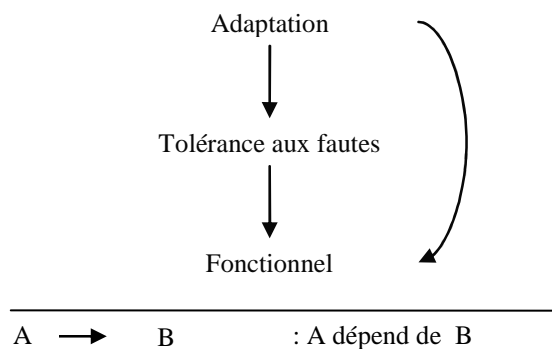 Adaptation
Tolérance aux fautes
Fonctionnel
A B : A dépend de B